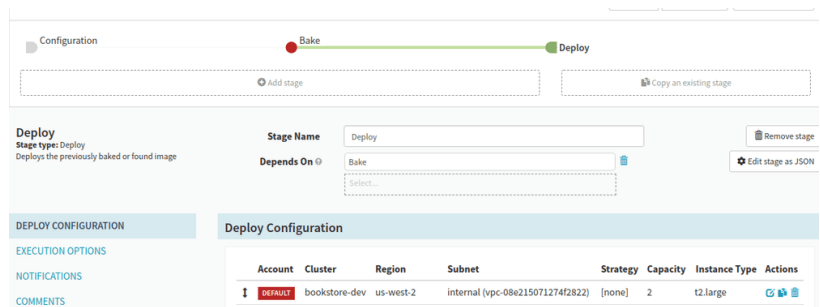 Configuration
Bake
Deploy
Add stage
Copy an existing stage
Deploy
Stage type: Deploy
Deploys the previously baked or found image
Stage Name
Deploy
Remove stage
Depends On
Bake
Edit stage as JSON
Select...
DEPLOY CONFIGURATION
EXECUTION OPTIONS
NOTIFICATIONS
COMMENTS
Deploy Configuration
Account Cluster Region Subnet Strategy Capacity Instance Type Actions
DEFAULT bookstore-dev us-west-2 internal (vpc-08e215071274f2822) [none] 2 t2.large